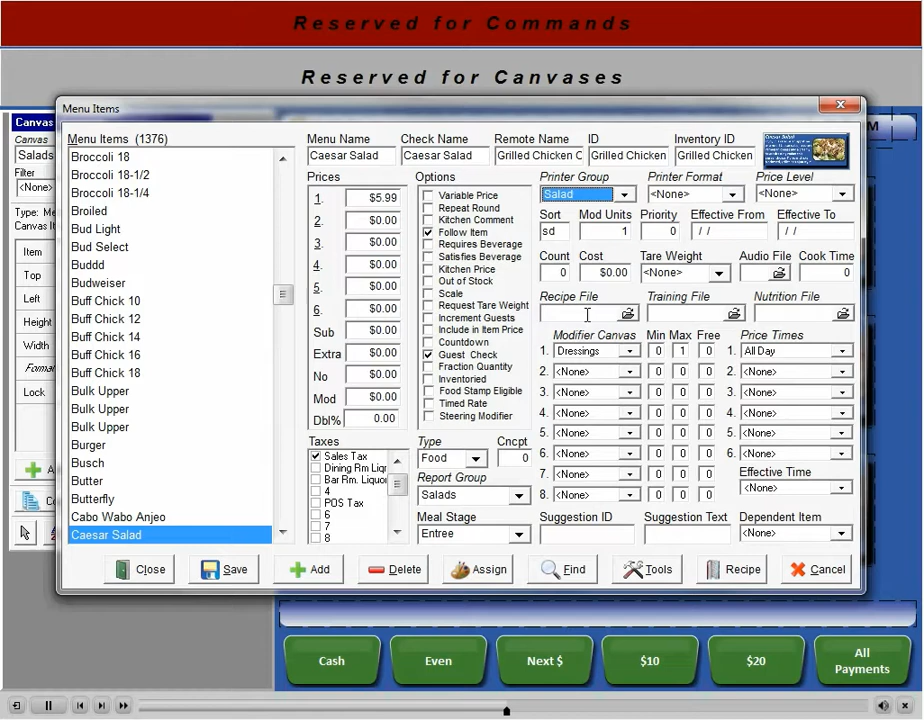 Reserved for Commands
Reserved for Canvases
Canvas
Canvas
Salads
Filter
<None>
Type: Me
Canvas Ite
Item
Top
Left
Height
Width
Format
Lock
A
Co
M
Menu Items
Menu Items (1376)
Broccoli 18
Broccoli 18-1/2
Broccoli 18-1/4
Broiled
Bud Light
Bud Select
Buddd
Budweiser
Buff Chick 10
Buff Chick 12
Buff Chick 14
Buff Chick 16
Buff Chick 18
Bulk Upper
Bulk Upper
Bulk Upper
Burger
Busch
Butter
Butterfly
Cabo Wabo Anjeo
Caesar Salad
Menu Name Check Name Remote Name ID Inventory ID
Caesar Salad Caesar Salad Grilled Chicken C Grilled Chicken Grilled Chicken
Caesar Salad
Prices
1. $5.99
2. $0.00
3. $0.00
4. $0.00
5. $0.00
6. $0.00
Sub $0.00
Extra $0.00
No $0.00
Mod $0.00
Dbl% 0.00
Options
Variable Price
Repeat Round
Kitchen Comment
Follow Item
Requires Beverage
Satisfies Beverage
Kitchen Price
Out of Stock
Scale
Request Tare Weight
Increment Guests
Include in Item Price
Countdown
Guest Check
Fraction Quantity
Inventoried
Food Stamp Eligible
Timed Rate
Steering Modifier
Printer Group Printer Format Price Level
Salad <None> <None>
Sort Mod Units Priority Effective From Effective To
sd 1 0 / / / /
Count Cost Tare Weight Audio File Cook Time
0 $0.00 <None> 0
Recipe File Training File Nutrition File
Modifier Canvas Min Max Free Price Times
1. Dressings 0 1 0 1. All Day
2. <None> 0 0 0 2. <None>
3. <None> 0 0 0 3. <None>
4. <None> 0 0 0 4. <None>
5. <None> 0 0 0 5. <None>
6. <None> 0 0 0 6. <None>
7. <None> 0 0 0 Effective Time
8. <None> 0 0 0 <None>
Taxes
Sales Tax
Dining Rm Liqr
Bar Rm. Liquor
4
POS Tax
6
7
8
Type Cncpt
Food 0
Report Group
Salads
Meal Stage
Entree
Suggestion ID Suggestion Text Dependent Item
<None>
Close Save Add Delete Assign Find Tools Recipe Cancel
Cash Even Next $ $10 $20 All
Payments